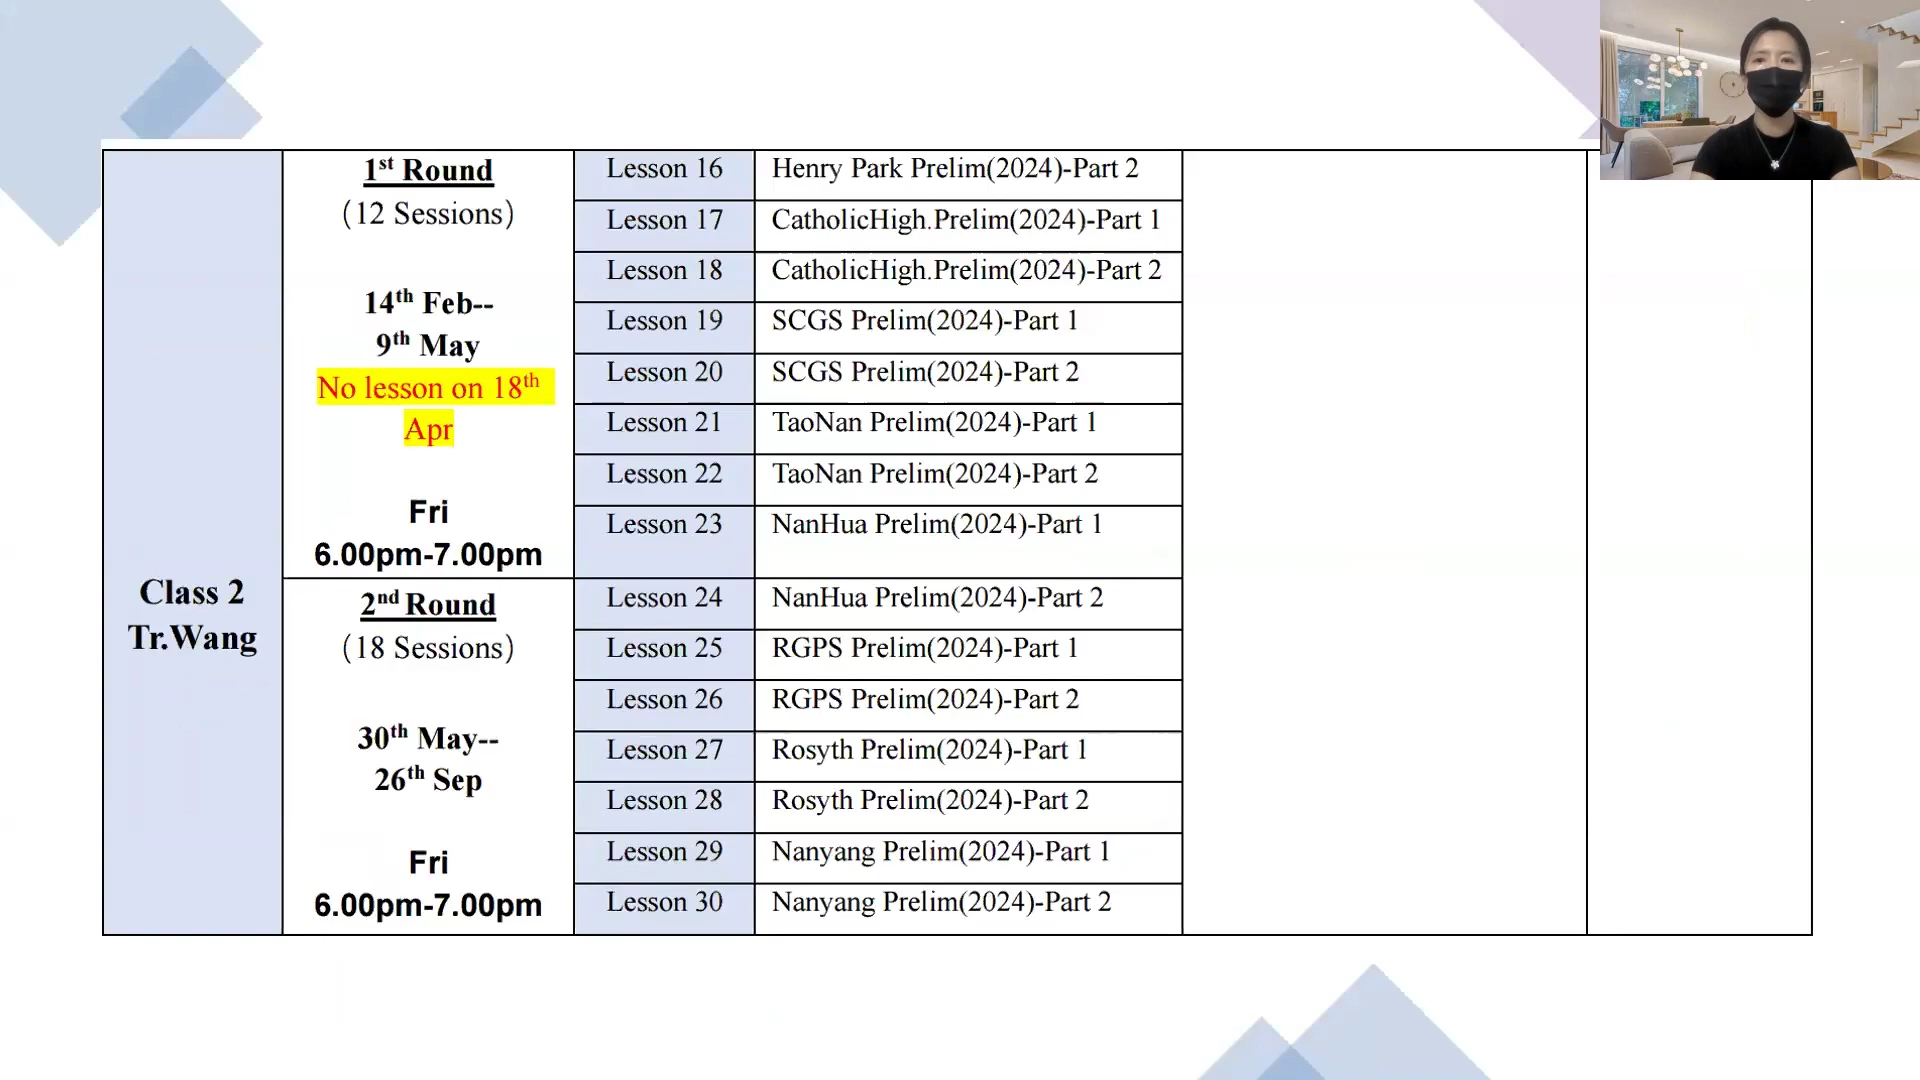 Class 2
Tr.Wang
1st Round
(12 Sessions)
14th Feb--
9th May
No lesson on 18th
Apr
Fri
6.00pm-7.00pm
2nd Round
(18 Sessions)
30th May--
26th Sep
Fri
6.00pm-7.00pm
Lesson 16 Henry Park Prelim(2024)-Part 2
Lesson 17 CatholicHigh.Prelim(2024)-Part 1
Lesson 18 CatholicHigh.Prelim(2024)-Part 2
Lesson 19 SCGS Prelim(2024)-Part 1
Lesson 20 SCGS Prelim(2024)-Part 2
Lesson 21 TaoNan Prelim(2024)-Part 1
Lesson 22 TaoNan Prelim(2024)-Part 2
Lesson 23 NanHua Prelim(2024)-Part 1
Lesson 24 NanHua Prelim(2024)-Part 2
Lesson 25 RGPS Prelim(2024)-Part 1
Lesson 26 RGPS Prelim(2024)-Part 2
Lesson 27 Rosyth Prelim(2024)-Part 1
Lesson 28 Rosyth Prelim(2024)-Part 2
Lesson 29 Nanyang Prelim(2024)-Part 1
Lesson 30 Nanyang Prelim(2024)-Part 2